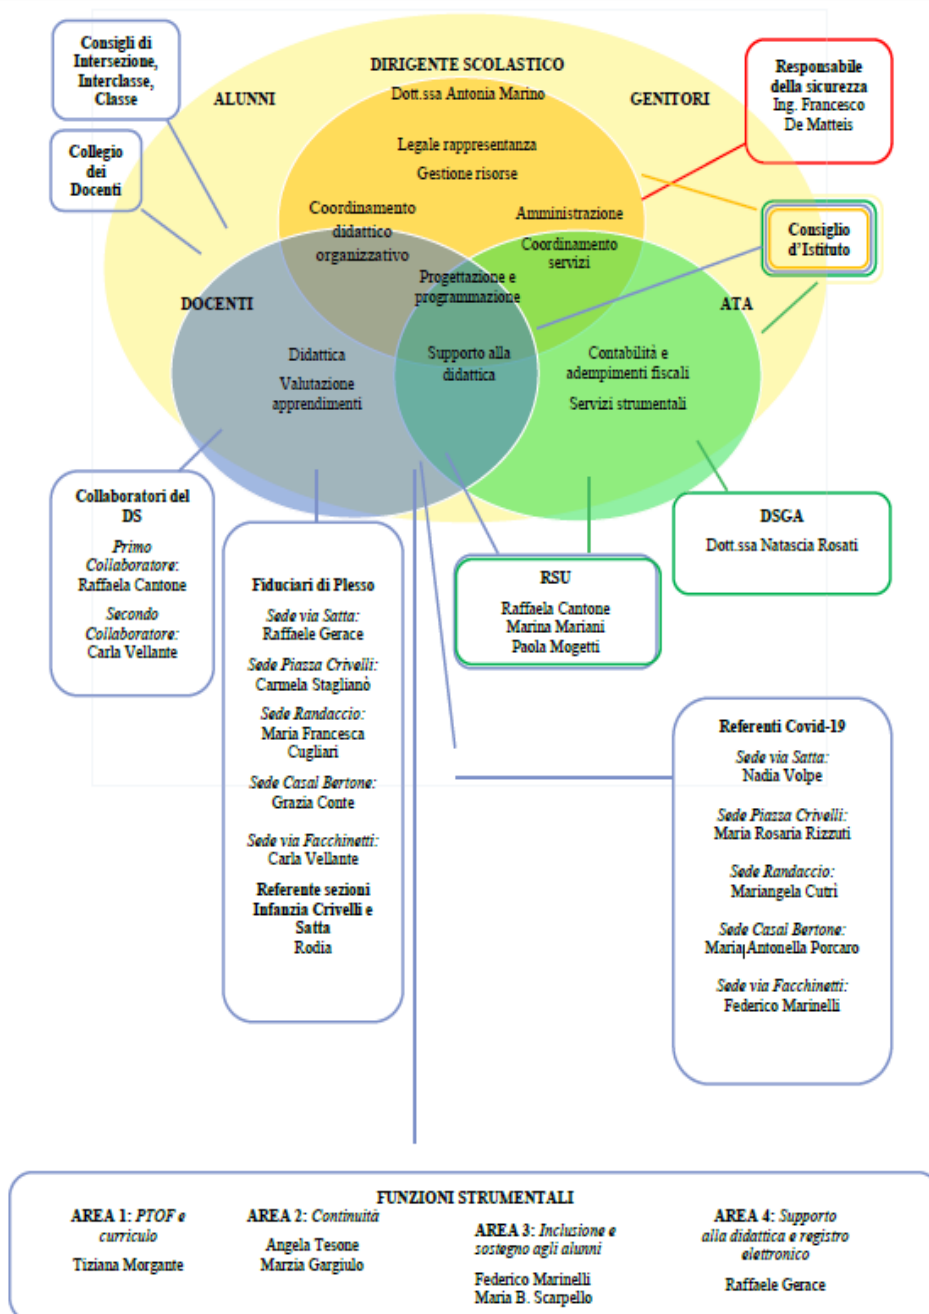 Consigli di
Intersezione,
Interclasse,
Classe
Collegio
dei
Docenti
ALUNNI
DIRIGENTE SCOLASTICO
Dott.ssa Antonia Marino
GENITORI
Responsabile
della sicurezza
Ing. Francesco
De Matteis
Legale rappresentanza
Gestione risorse
Coordinamento
didattico
organizzativo
Amministrazione
Coordinamento
servizi
Consiglio
d'Istituto
Progettazione e
programmazione
DOCENTI
ATA
Didattica
Valutazione
apprendimenti
Supporto alla
didattica
Contabilità e
adempimenti fiscali
Servizi strumentali
Collaboratori del
DS
Primo
Collaboratore:
Raffaela Cantone
Secondo
Collaboratore:
Carla Vellante
Fiduciari di Plesso
Sede via Satta:
Raffaele Gerace
Sede Piazza Crivelli:
Carmela Staglianò
Sede Randaccio:
Maria Francesca
Cugliari
Sede Casal Bertone:
Grazia Conte
Sede via Facchinetti:
Carla Vellante
Referente sezioni
Infanzia Crivelli e
Satta
Rodia
RSU
Raffaela Cantone
Marina Mariani
Paola Mogetti
DSGA
Dott.ssa Natascia Rosati
Referenti Covid-19
Sede via Satta:
Nadia Volpe
Sede Piazza Crivelli:
Maria Rosaria Rizzuti
Sede Randaccio:
Mariangela Cutrì
Sede Casal Bertone:
Maria Antonella Porcaro
Sede via Facchinetti:
Federico Marinelli
FUNZIONI STRUMENTALI
AREA 1: PTOF e
curriculo
Tiziana Morgante
AREA 2: Continuità
Angela Tesone
Marzia Gargiulo
AREA 3: Inclusione e
sostegno agli alunni
Federico Marinelli
Maria B. Scarpello
AREA 4: Supporto
alla didattica e registro
elettronico
Raffaele Gerace